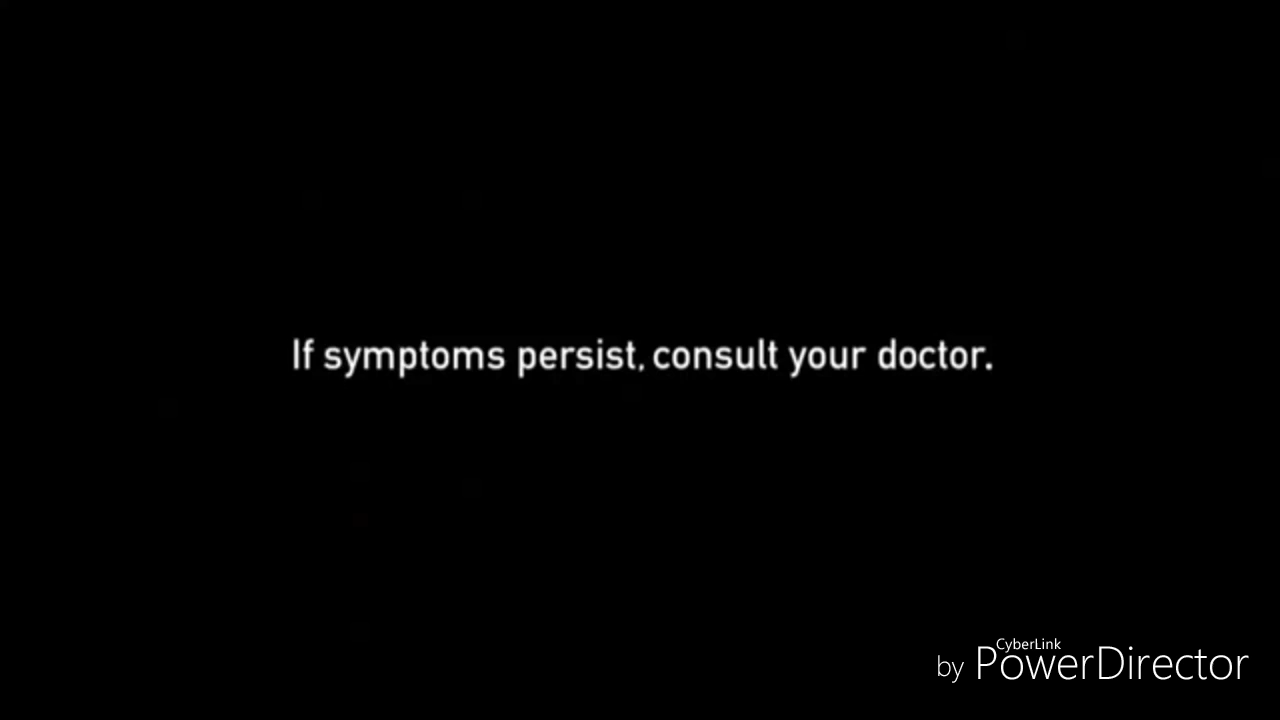 If symptoms persist, consult your doctor.
CyberLink
by PowerDirector